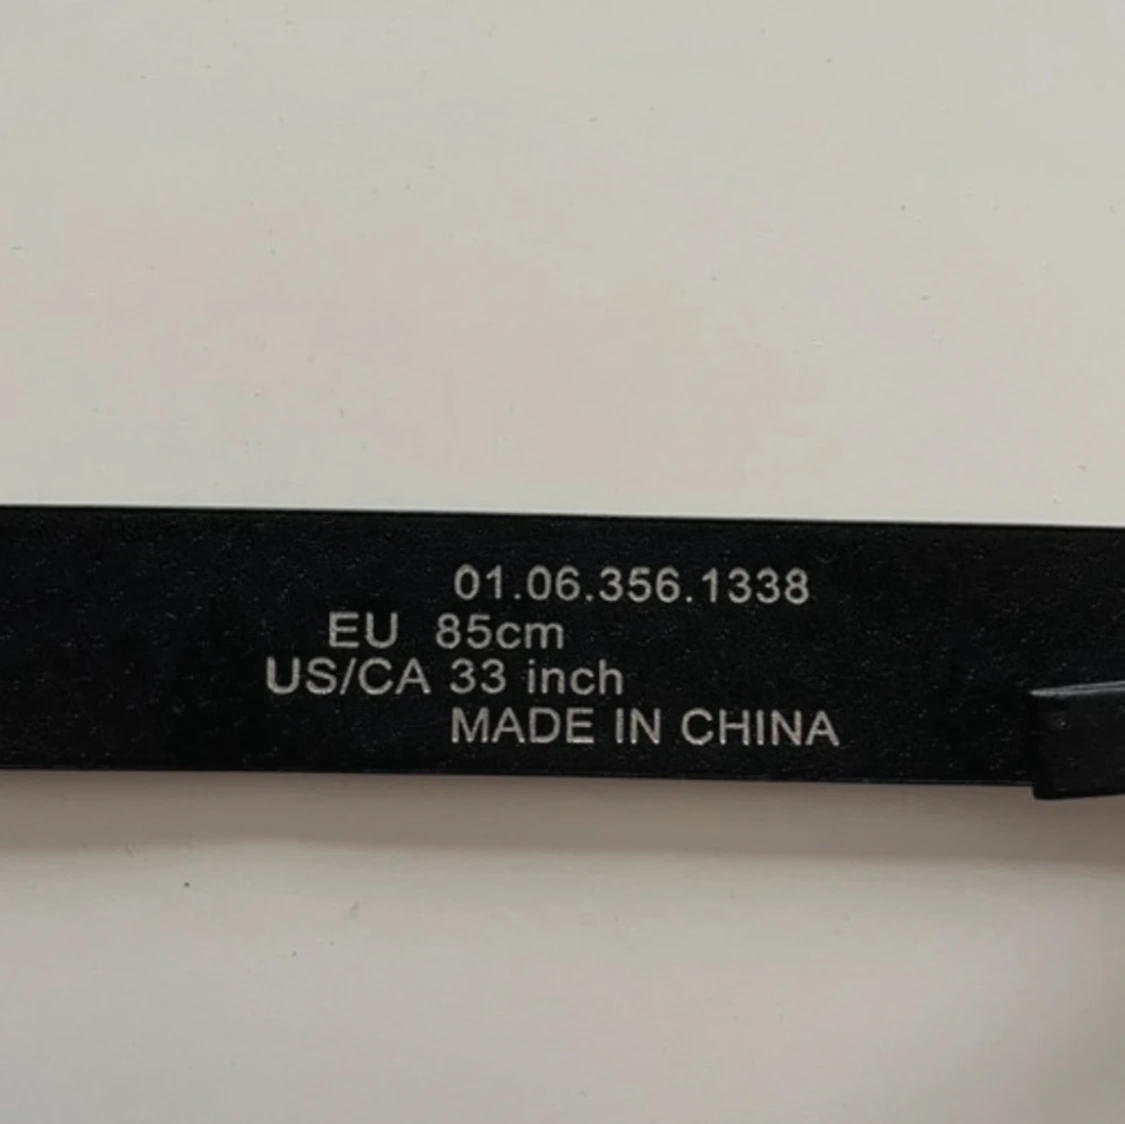 01.06.356.1338
EU 85cm
US/CA 33 inch
MADE IN CHINA